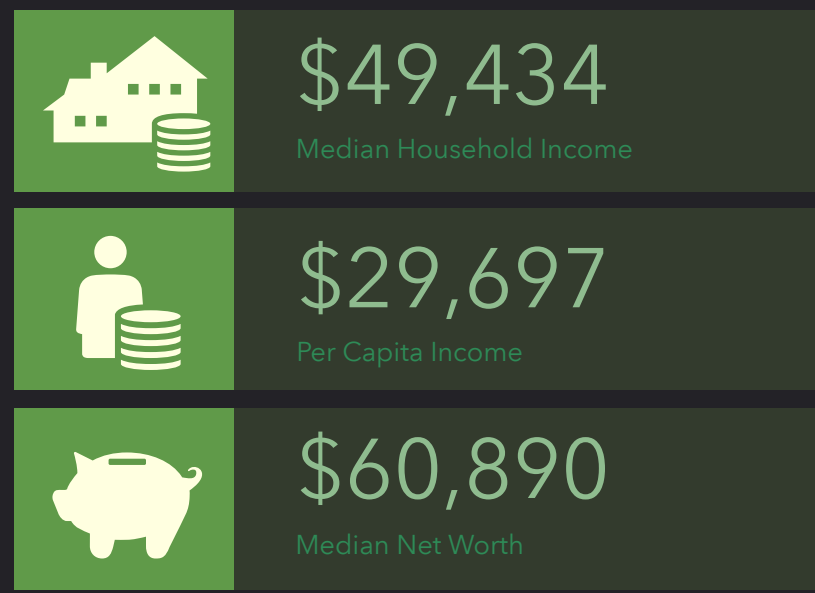 $49,434
Median Household Income
$29,697
Per Capita Income
$60,890
Median Net Worth